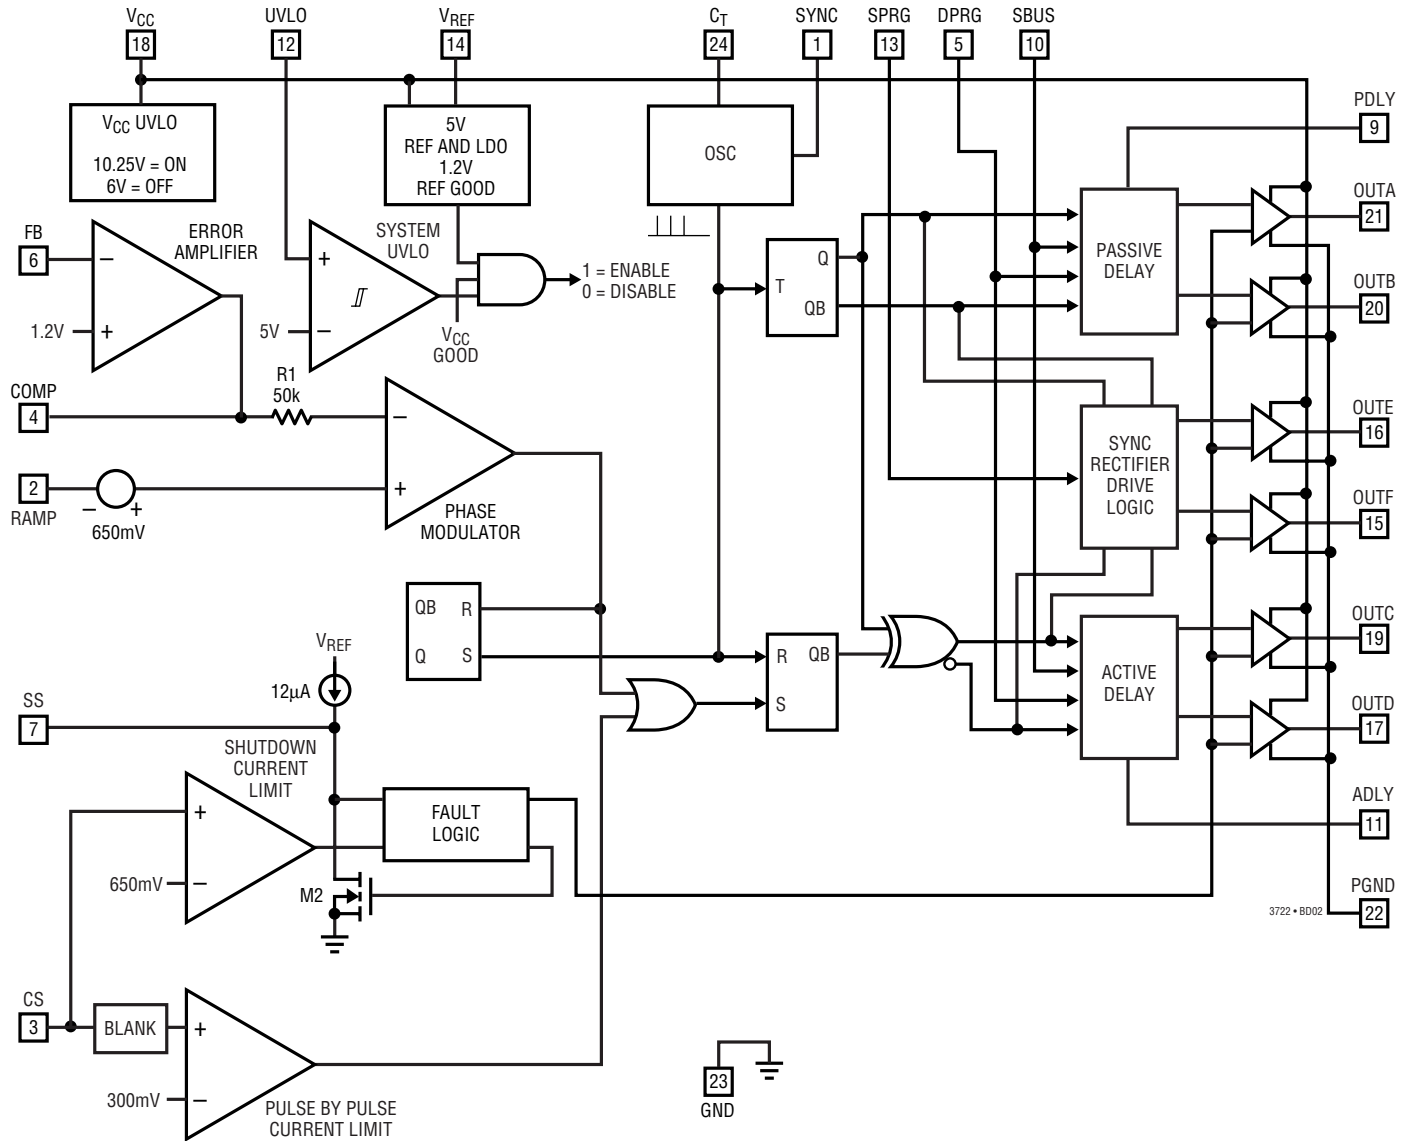 VCC
18
UVLO
12
VREF
14
CT
24
SYNC
1
SPRG
13
DPRG
5
SBUS
10
VCC UVLO
10.25V = ON
6V = OFF
5V
REF AND LDO
1.2V
REF GOOD
OSC
PDLY
9
FB
6
ERROR
AMPLIFIER
−
+
1.2V
SYSTEM
UVLO
+
−
5V
1 = ENABLE
0 = DISABLE
VCC
GOOD
T
Q
QB
PASSIVE
DELAY
OUTA
21
OUTB
20
COMP
4
R1
50k
−
+
PHASE
MODULATOR
2
RAMP
−
+
650mV
SYNC
RECTIFIER
DRIVE
LOGIC
OUTE
16
OUTF
15
QB
R
Q
S
R
QB
S
ACTIVE
DELAY
OUTC
19
OUTD
17
VREF
12µA
SS
7
SHUTDOWN
CURRENT
LIMIT
+
−
650mV
FAULT
LOGIC
M2
ADLY
11
PGND
22
3722 • BD02
CS
3
BLANK
+
−
300mV
PULSE BY PULSE
CURRENT LIMIT
23
GND